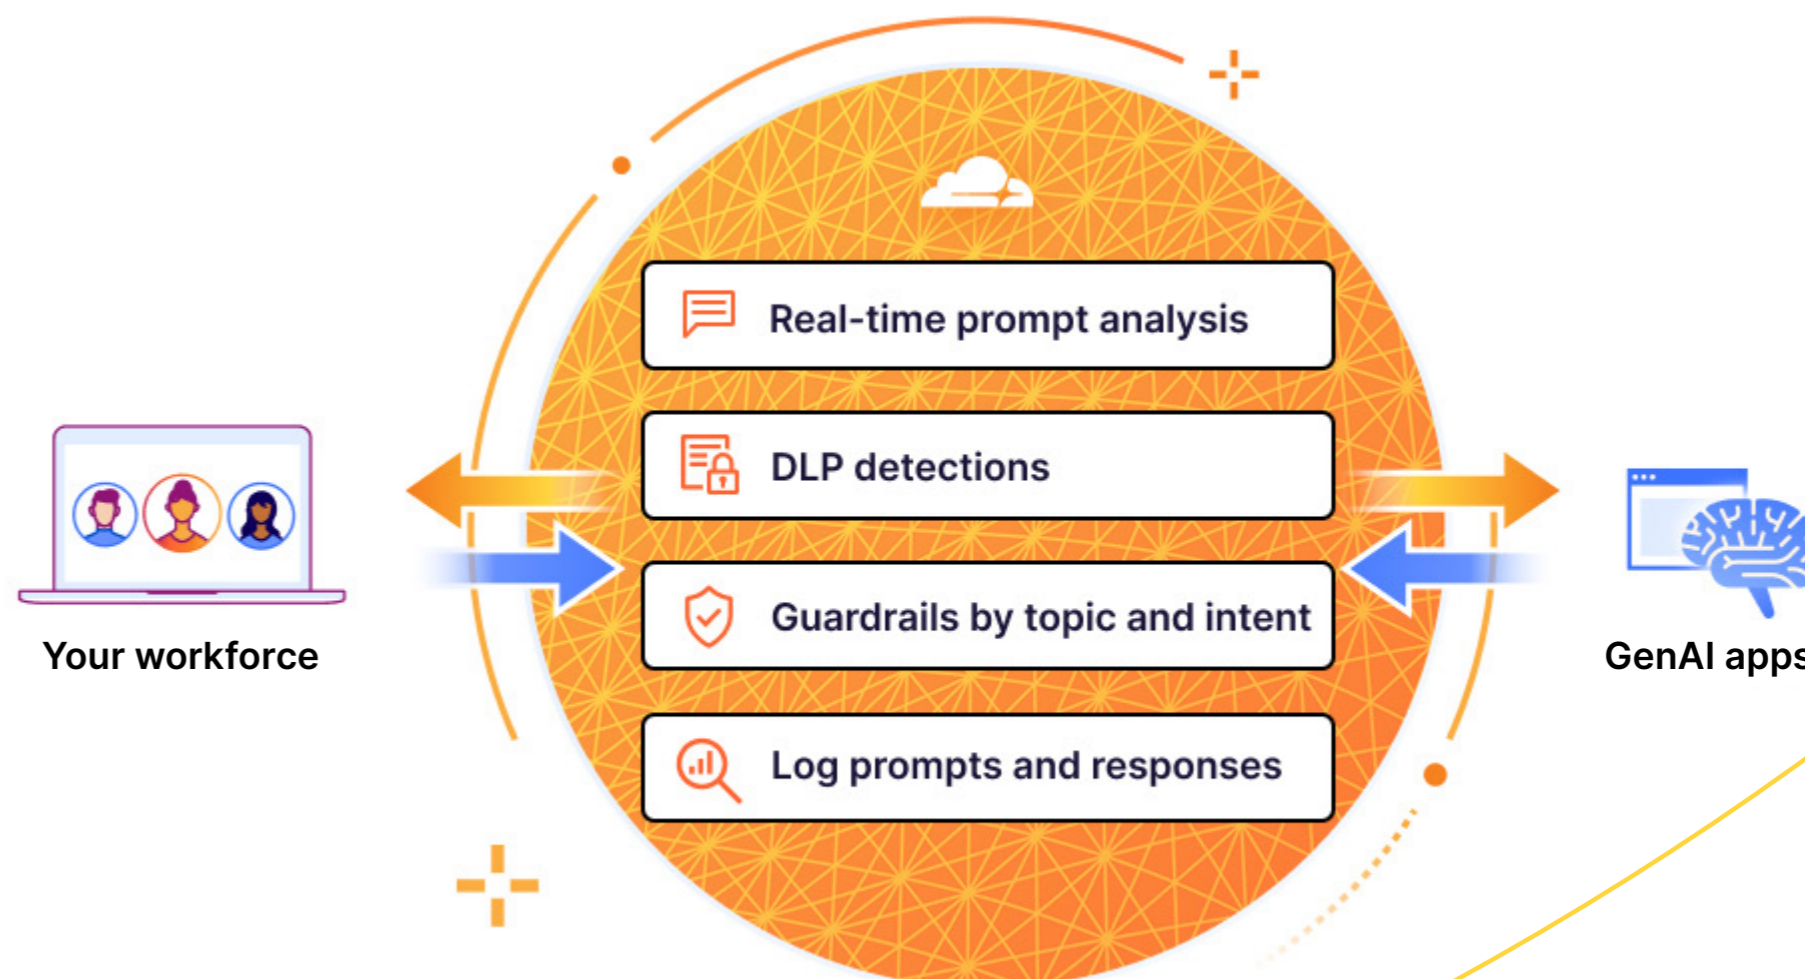 Real-time prompt analysis
DLP detections
Guardrails by topic and intent
Log prompts and responses
Your workforce
GenAI apps